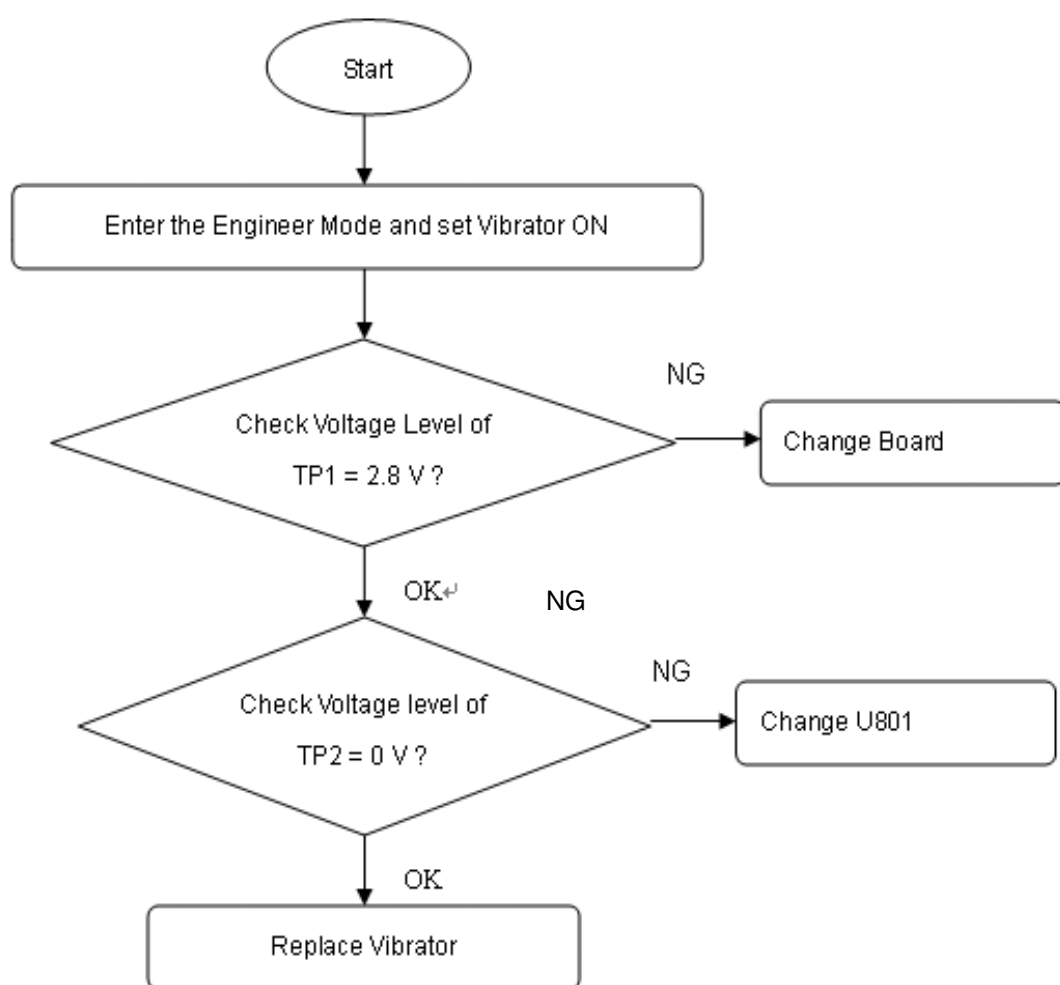 Start
Enter the Engineer Mode and set Vibrator ON
NG
Check Voltage Level of
TP1 = 2.8 V ?
Change Board
OK↵
NG
NG
Check Voltage level of
TP2 = 0 V ?
Change U801
OK
Replace Vibrator